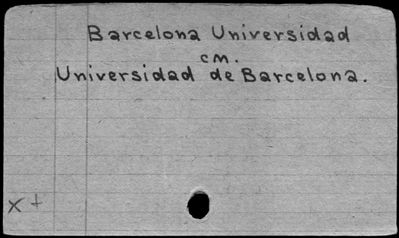 Barcelona Universidad
cm.
Universidad de Barcelona.
x +